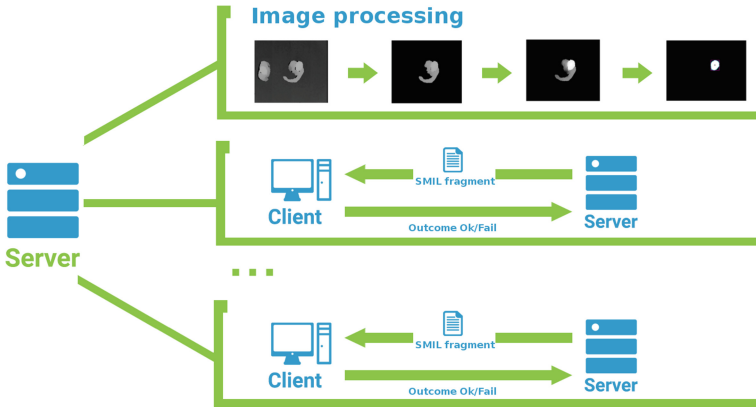 Image processing
SMIL fragment
Client
Server
Outcome Ok/Fail
Server
...
SMIL fragment
Client
Server
Outcome Ok/Fail